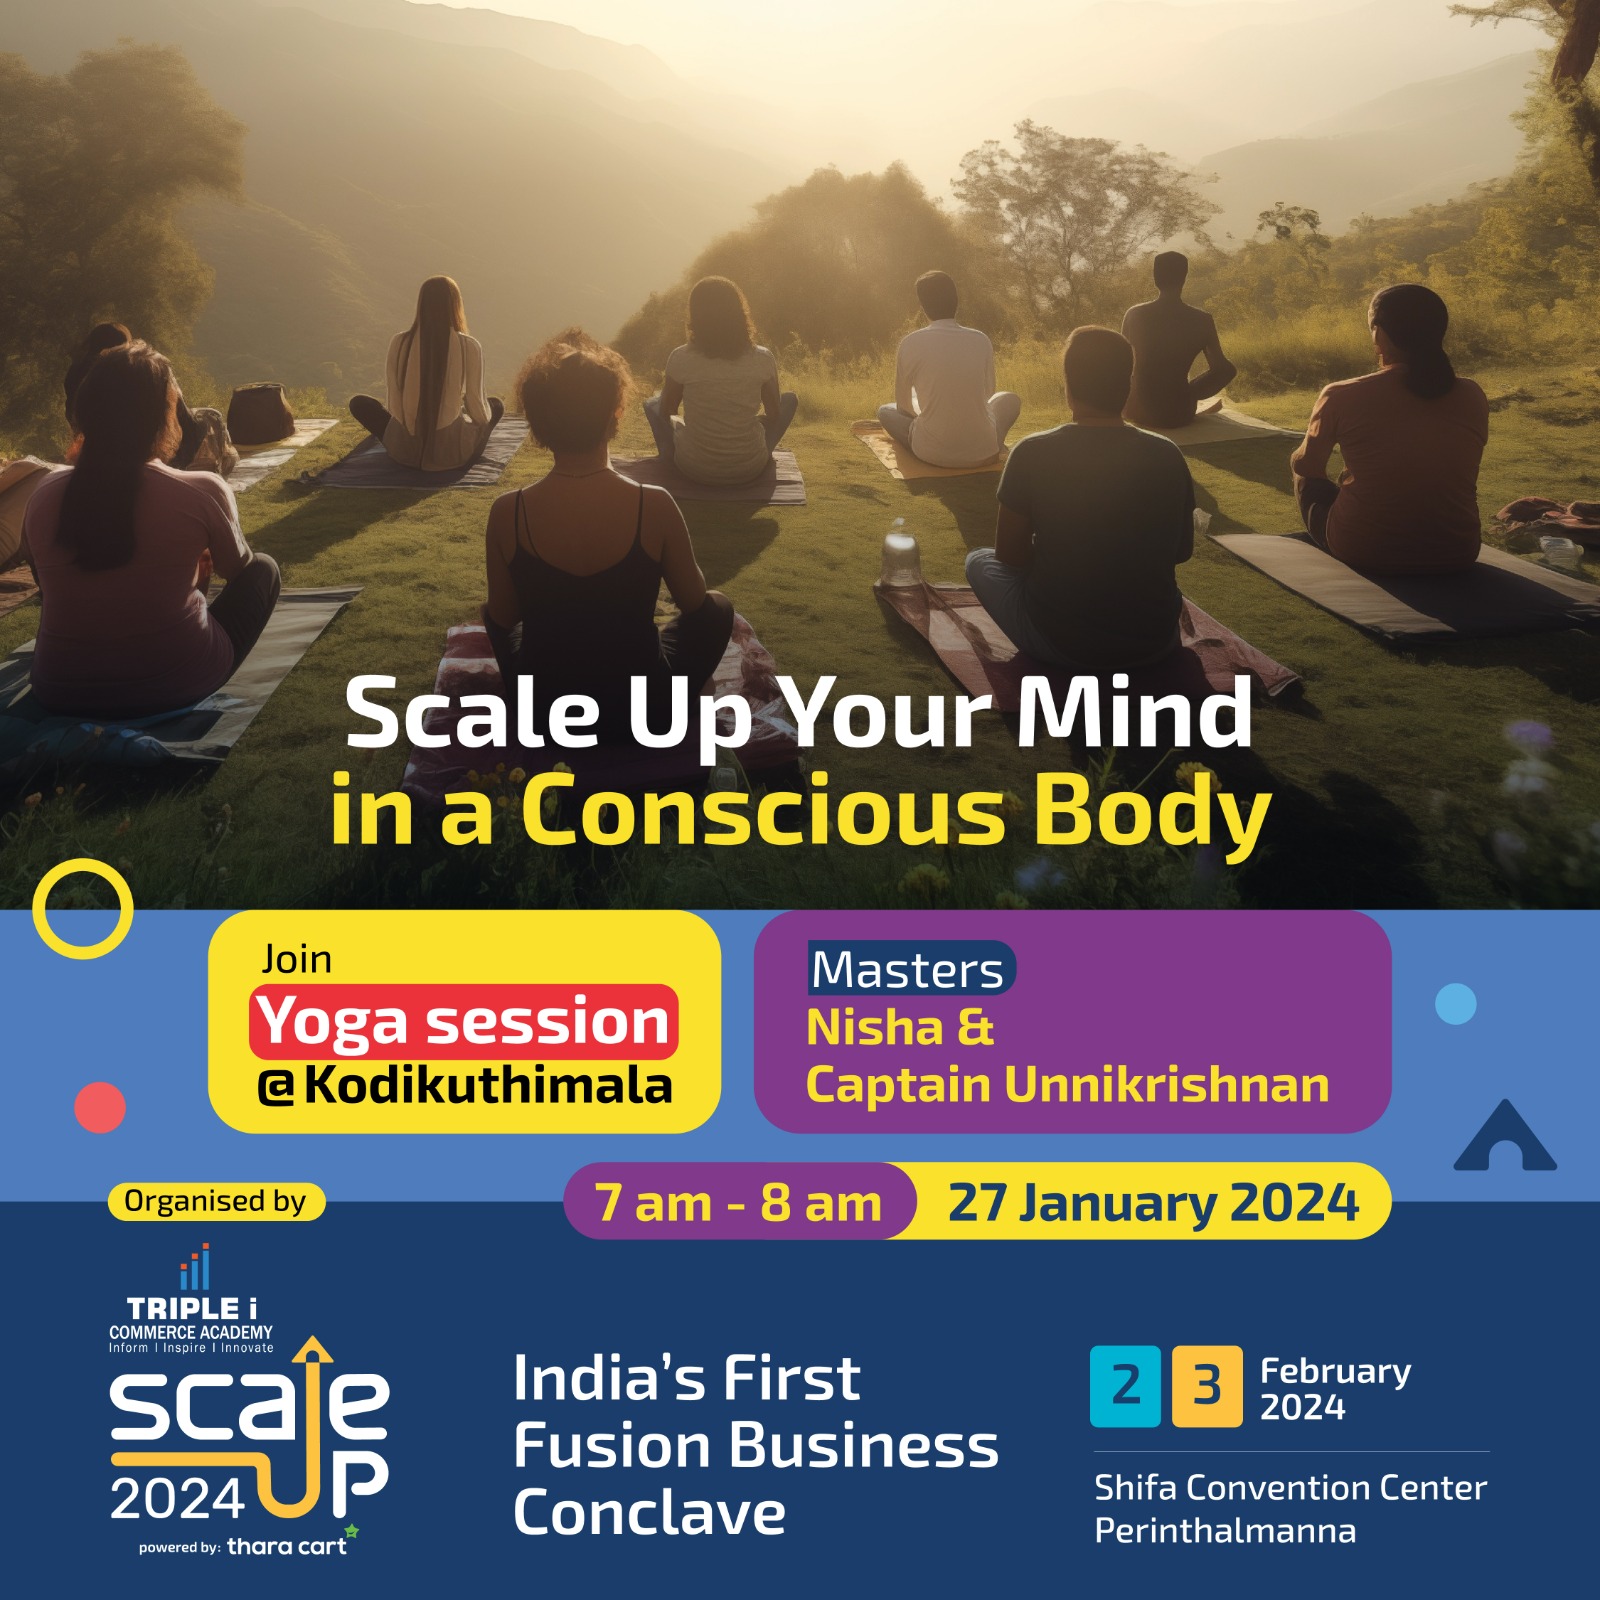 Scale Up Your Mind
in a Conscious Body
Join
Yoga session
@Kodikuthimala
Masters
Nisha &
Captain Unnikrishnan
7 am - 8 am
27 January 2024
Organised by
TRIPLE i
COMMERCE ACADEMY
Inform | Inspire | Innovate
scale
UP
2024
powered by: thara cart
India's First
Fusion Business
Conclave
2 3 February
2024
Shifa Convention Center
Perinthalmanna